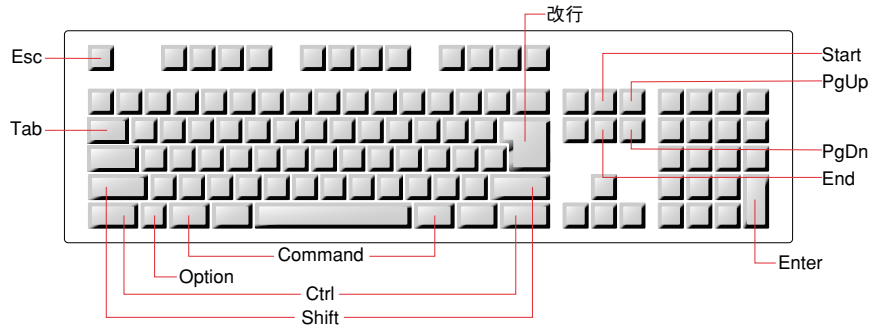 改行
Esc
Start
PgUp
Tab
PgDn
End
Command
Enter
Option
Ctrl
Shift